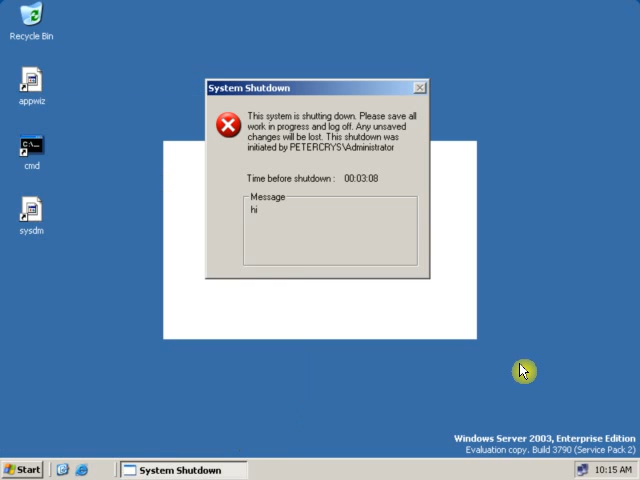 Recycle Bin
appwiz
cmd
sysdm
System Shutdown
This system is shutting down. Please save all
work in progress and log off. Any unsaved
changes will be lost. This shutdown was
initiated by PETERCRYS\Administrator
Time before shutdown : 00:03:08
Message
hi
Windows Server 2003, Enterprise Edition
Evaluation copy. Build 3790 (Service Pack 2)
Start
System Shutdown
10:15 AM